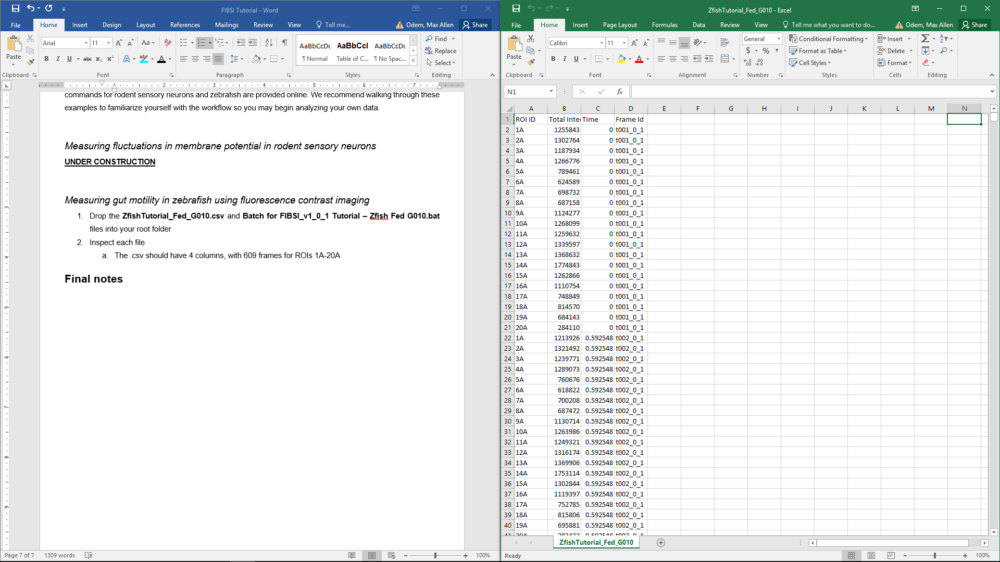 FIBSI Tutorial - Word
File Home Insert Design Layout References Mailings Review View Tell me... Odem, Max Allen Share
Paste
Clipboard
Arial 11
Font
Paragraph
AaBbCcDc AaBbCcI AaBbCcDc
¶ Normal Table of C... ¶ No Spac...
Styles
Find
Replace
Select
Editing
commands for rodent sensory neurons and zebrafish are provided online. We recommend walking through these
examples to familiarize yourself with the workflow so you may begin analyzing your own data.
Measuring fluctuations in membrane potential in rodent sensory neurons
UNDER CONSTRUCTION
Measuring gut motility in zebrafish using fluorescence contrast imaging
1. Drop the ZfishTutorial_Fed_G010.csv and Batch for FIBSI_v1_0_1 Tutorial – Zfish Fed G010.bat
files into your root folder
2. Inspect each file
a. The .csv should have 4 columns, with 609 frames for ROIs 1A-20A
Final notes
Page 7 of 7 1309 words 100%
ZfishTutorial_Fed_G010 - Excel
File Home Insert Page Layout Formulas Data Review View Tell me what you want to do... Odem, Max Allen Share
Paste
Clipboard
Calibri 11
Font
Alignment
General
$ % ,
Number
Conditional Formatting
Format as Table
Cell Styles
Styles
Insert
Delete
Format
Cells
Editing
N1 fx
A B C D E F G H I J K L M N
1 ROI ID Total Inter Time Frame Id
2 1A 1255843 0 t001_0_1
3 2A 1302764 0 t001_0_1
4 3A 1187934 0 t001_0_1
5 4A 1266776 0 t001_0_1
6 5A 789461 0 t001_0_1
7 6A 624589 0 t001_0_1
8 7A 698732 0 t001_0_1
9 8A 687158 0 t001_0_1
10 9A 1124277 0 t001_0_1
11 10A 1268099 0 t001_0_1
12 11A 1259632 0 t001_0_1
13 12A 1339597 0 t001_0_1
14 13A 1368632 0 t001_0_1
15 14A 1774843 0 t001_0_1
16 15A 1262866 0 t001_0_1
17 16A 1110754 0 t001_0_1
18 17A 748849 0 t001_0_1
19 18A 814570 0 t001_0_1
20 19A 684143 0 t001_0_1
21 20A 284110 0 t001_0_1
22 1A 1213926 0.592548 t002_0_1
23 2A 1321492 0.592548 t002_0_1
24 3A 1239771 0.592548 t002_0_1
25 4A 1289073 0.592548 t002_0_1
26 5A 760676 0.592548 t002_0_1
27 6A 618822 0.592548 t002_0_1
28 7A 700208 0.592548 t002_0_1
29 8A 687472 0.592548 t002_0_1
30 9A 1130714 0.592548 t002_0_1
31 10A 1263986 0.592548 t002_0_1
32 11A 1249321 0.592548 t002_0_1
33 12A 1316174 0.592548 t002_0_1
34 13A 1369906 0.592548 t002_0_1
35 14A 1753114 0.592548 t002_0_1
36 15A 1302844 0.592548 t002_0_1
37 16A 1119397 0.592548 t002_0_1
38 17A 752785 0.592548 t002_0_1
39 18A 815806 0.592548 t002_0_1
40 19A 695881 0.592548 t002_0_1
ZfishTutorial_Fed_G010
Ready 100%